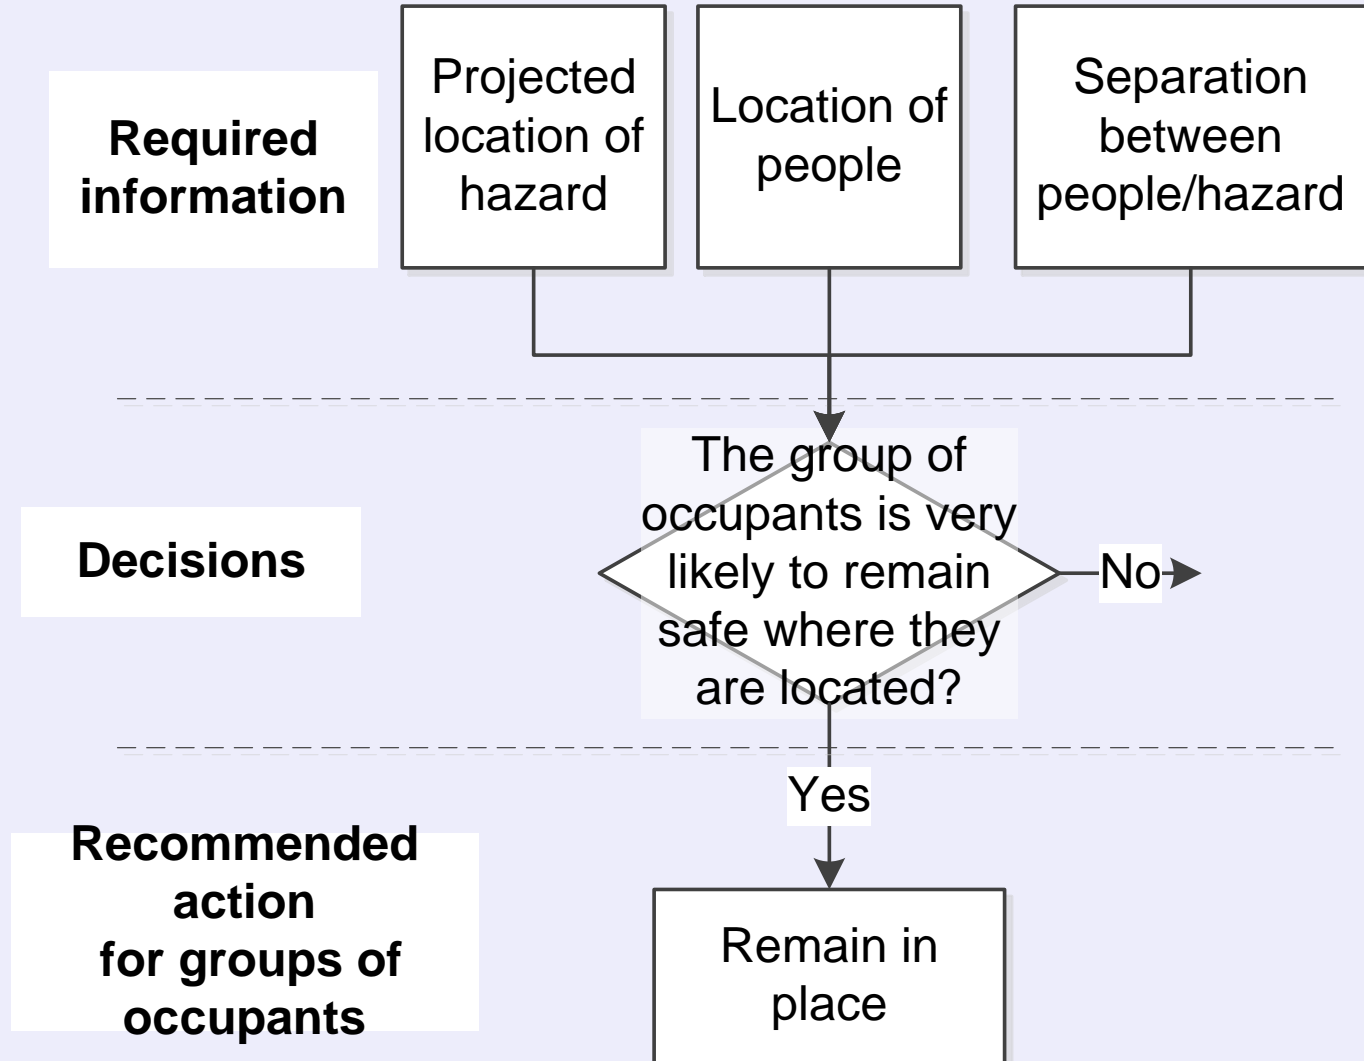 Required
information
Projected
location of
hazard
Location of
people
Separation
between
people/hazard
Decisions
The group of
occupants is very
likely to remain
safe where they
are located?
No
Yes
Recommended
action
for groups of
occupants
Remain in
place